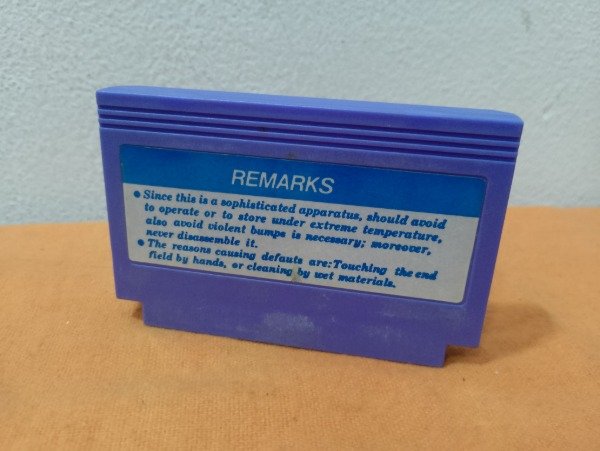 REMARKS
● Since this is a sophisticated apparatus, should avoid
to operate or to store under extreme temperature,
also avoid violent bumps is necessary; moreover,
never disassemble it.
● The reasons causing defauts are: Touching the end
field by hands, or cleaning by wet materials.